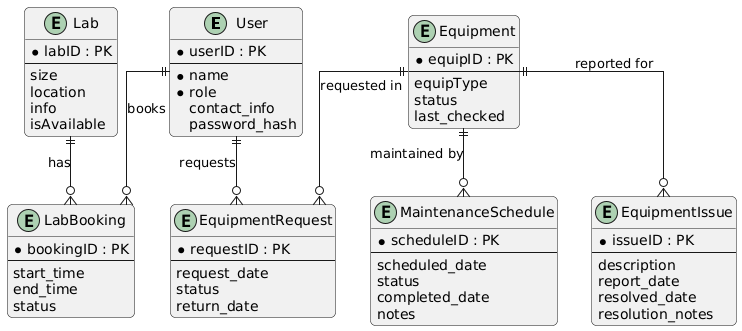 E Lab
* labID : PK
size
location
info
isAvailable
E User
* userID : PK
* name
* role
contact_info
password_hash
E Equipment
* equipID : PK
equipType
status
last_checked
books
requested in
reported for
has
requests
maintained by
E LabBooking
* bookingID : PK
start_time
end_time
status
E EquipmentRequest
* requestID : PK
request_date
status
return_date
E MaintenanceSchedule
* scheduleID : PK
scheduled_date
status
completed_date
notes
E EquipmentIssue
* issueID : PK
description
report_date
resolved_date
resolution_notes